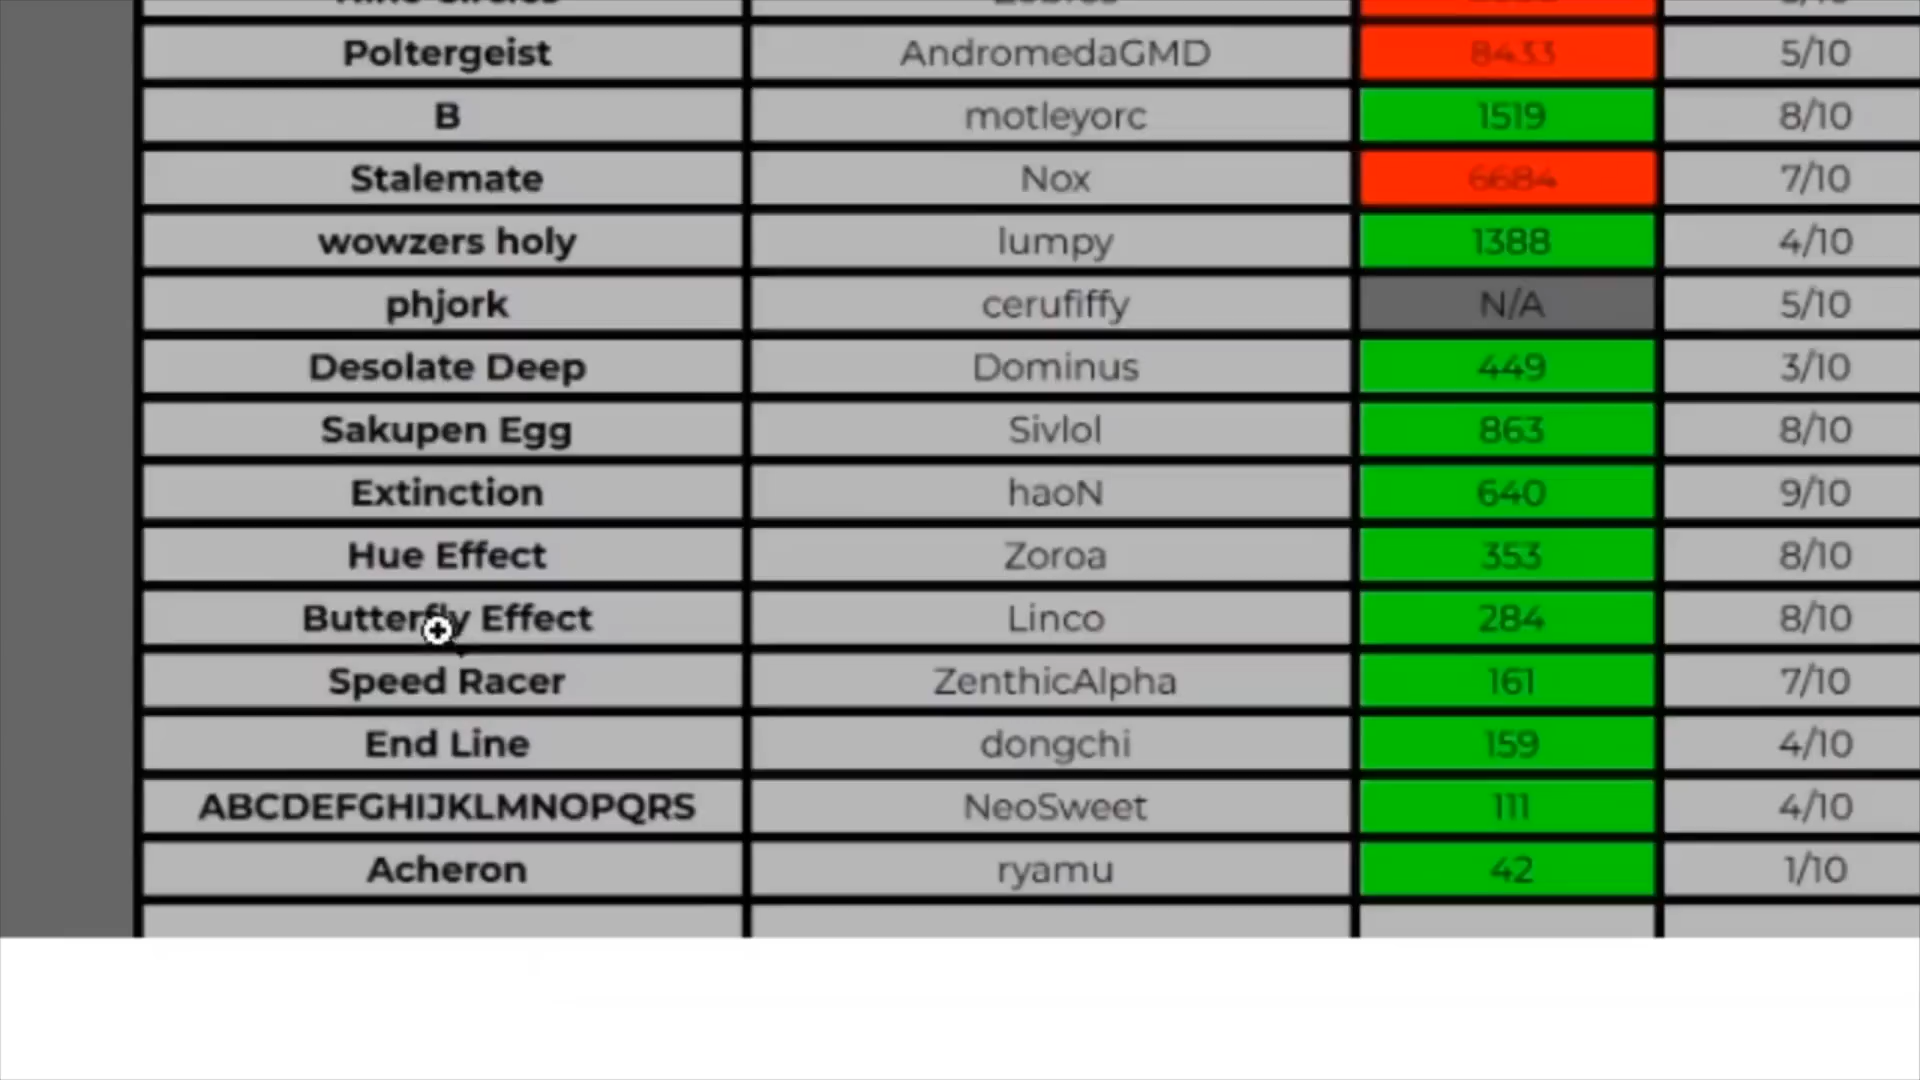 Poltergeist AndromedaGMD 8433 5/10
B motleyorc 1519 8/10
Stalemate Nox 6684 7/10
wowzers holy lumpy 1388 4/10
phjork cerufiffy N/A 5/10
Desolate Deep Dominus 449 3/10
Sakupen Egg Sivlol 863 8/10
Extinction haoN 640 9/10
Hue Effect Zoroa 353 8/10
Butterfly Effect Linco 284 8/10
Speed Racer ZenthicAlpha 161 7/10
End Line dongchi 159 4/10
ABCDEFGHIJKLMNOPQRS NeoSweet 111 4/10
Acheron ryamu 42 1/10